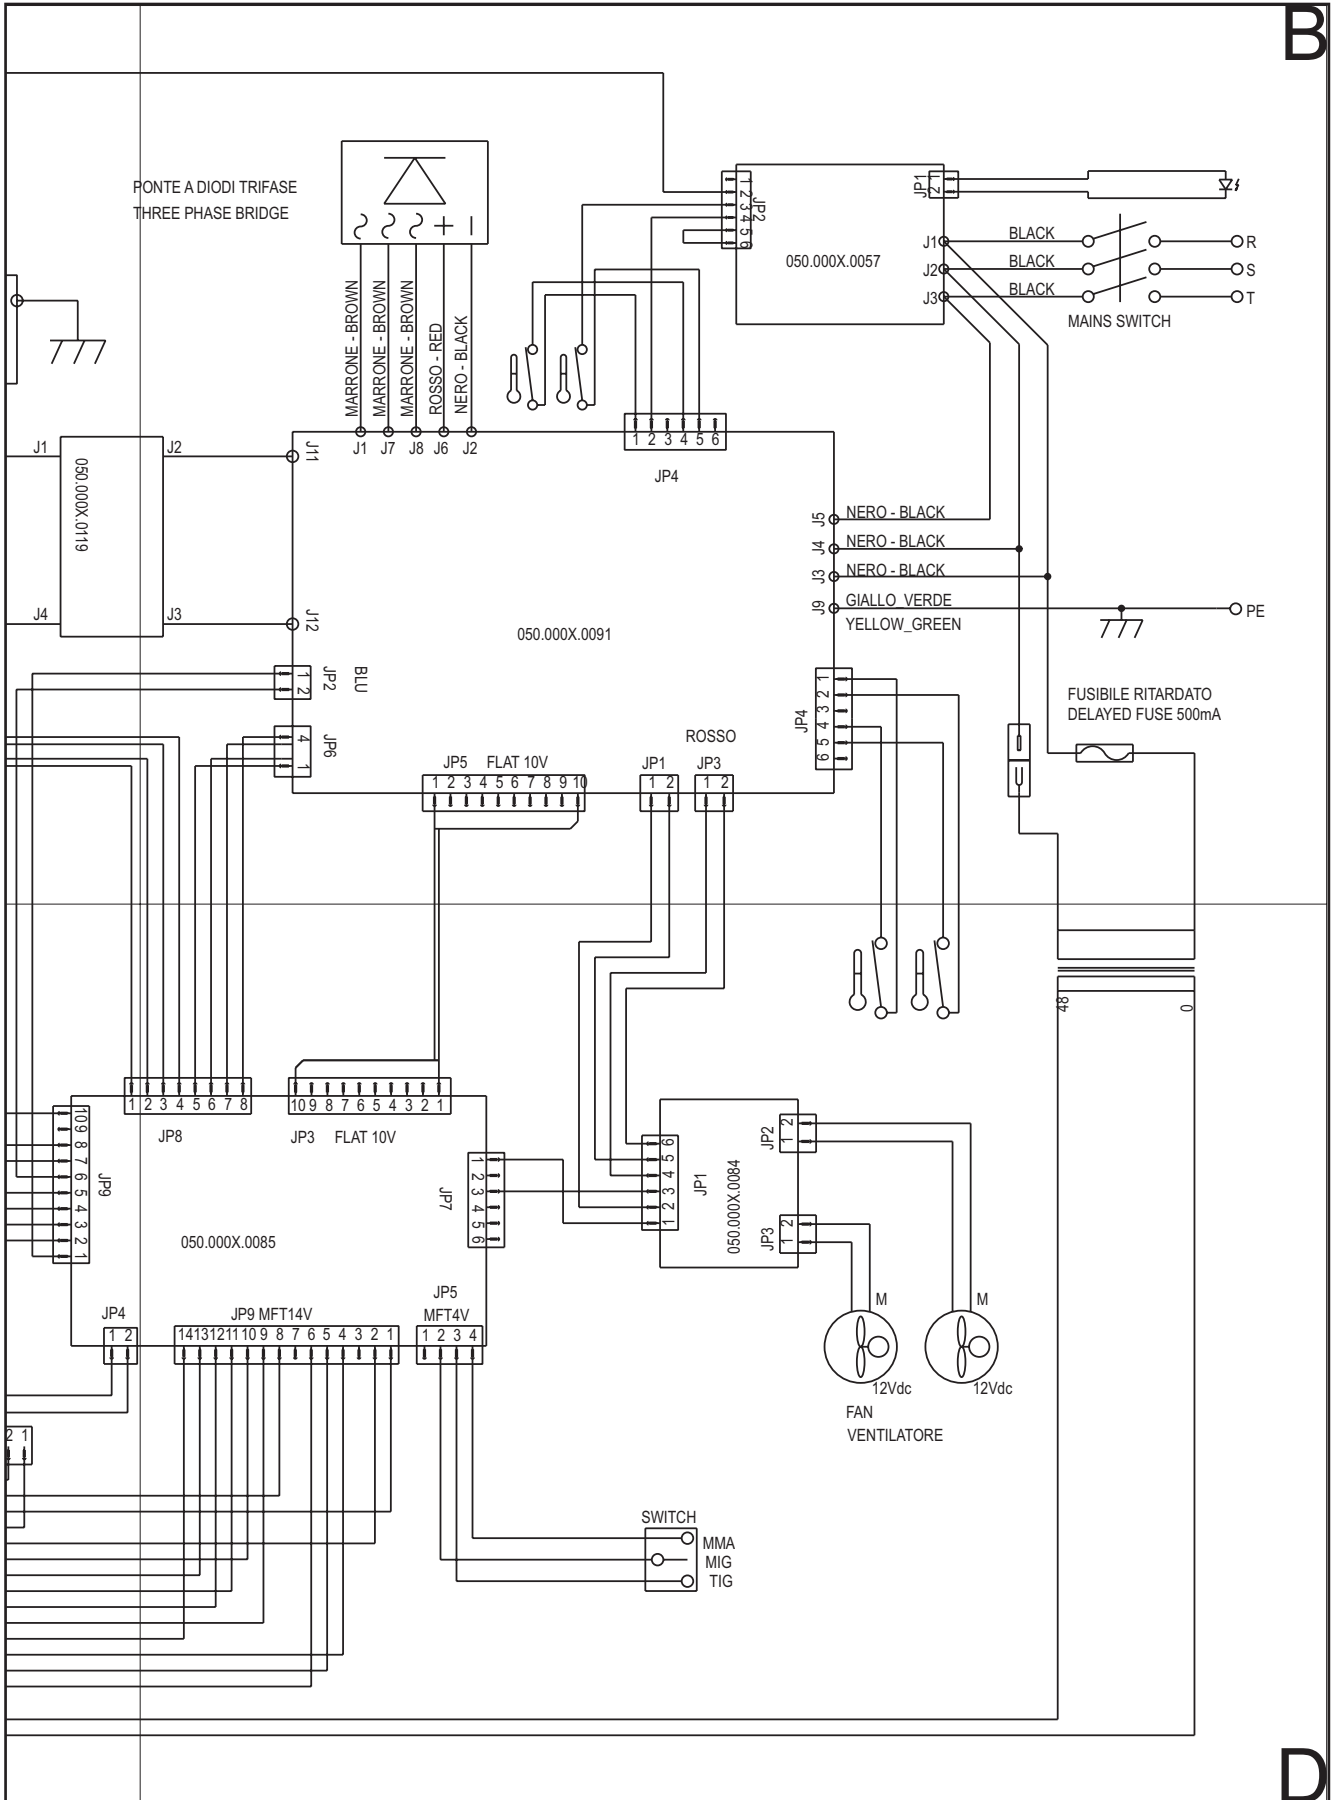 B
PONTE A DIODI TRIFASE
THREE PHASE BRIDGE
MARRONE - BROWN
MARRONE - BROWN
MARRONE - BROWN
ROSSO - RED
NERO - BLACK
J1 J7 J8 J6 J2
1 2 3 4 5 6
JP2
050.000X.0057
JP1
1 2
J1 BLACK R
J2 BLACK S
J3 BLACK T
MAINS SWITCH
1 2 3 4 5 6
JP4
J1 J2
050.000X.0119
J4 J3
J11
J12
050.000X.0091
J5 NERO - BLACK
J4 NERO - BLACK
J3 NERO - BLACK
J9 GIALLO_VERDE
YELLOW_GREEN
PE
1 2
JP2
BLU
4 1
JP6
JP5 FLAT 10V
1 2 3 4 5 6 7 8 9 10
ROSSO
JP1 JP3
1 2 1 2
JP4
1 2 3 4 5 6
FUSIBILE RITARDATO
DELAYED FUSE 500mA
48 0
1 2 3 4 5 6 7 8
JP8
10 9 8 7 6 5 4 3 2 1
JP3 FLAT 10V
10 9 8 7 6 5 4 3 2 1
JP9
050.000X.0085
JP7
1 2 3 4 5 6
6 5 4 3 2 1
JP1
050.000X.0084
JP2
2 1
JP3
2 1
JP4
1 2
JP9 MFT14V
14 13 12 11 10 9 8 7 6 5 4 3 2 1
JP5
MFT4V
1 2 3 4
M M
12Vdc 12Vdc
FAN
VENTILATORE
2 1
SWITCH
MMA
MIG
TIG
D